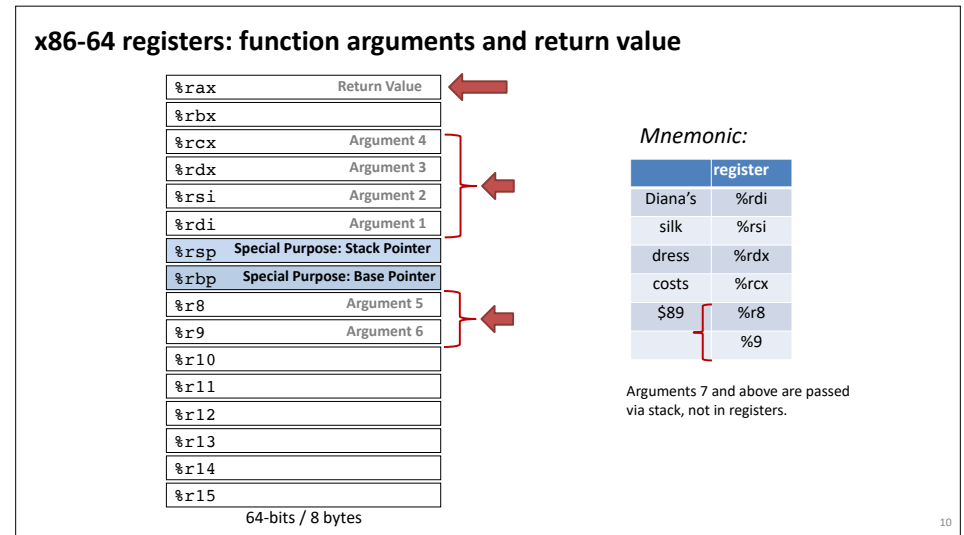 x86-64 registers: function arguments and return value
%rax Return Value
%rbx
%rcx Argument 4
%rdx Argument 3
%rsi Argument 2
%rdi Argument 1
%rsp Special Purpose: Stack Pointer
%rbp Special Purpose: Base Pointer
%r8 Argument 5
%r9 Argument 6
%r10
%r11
%r12
%r13
%r14
%r15
64-bits / 8 bytes
Mnemonic:
register
Diana’s %rdi
silk %rsi
dress %rdx
costs %rcx
$89 %r8
%9
Arguments 7 and above are passed
via stack, not in registers.
10